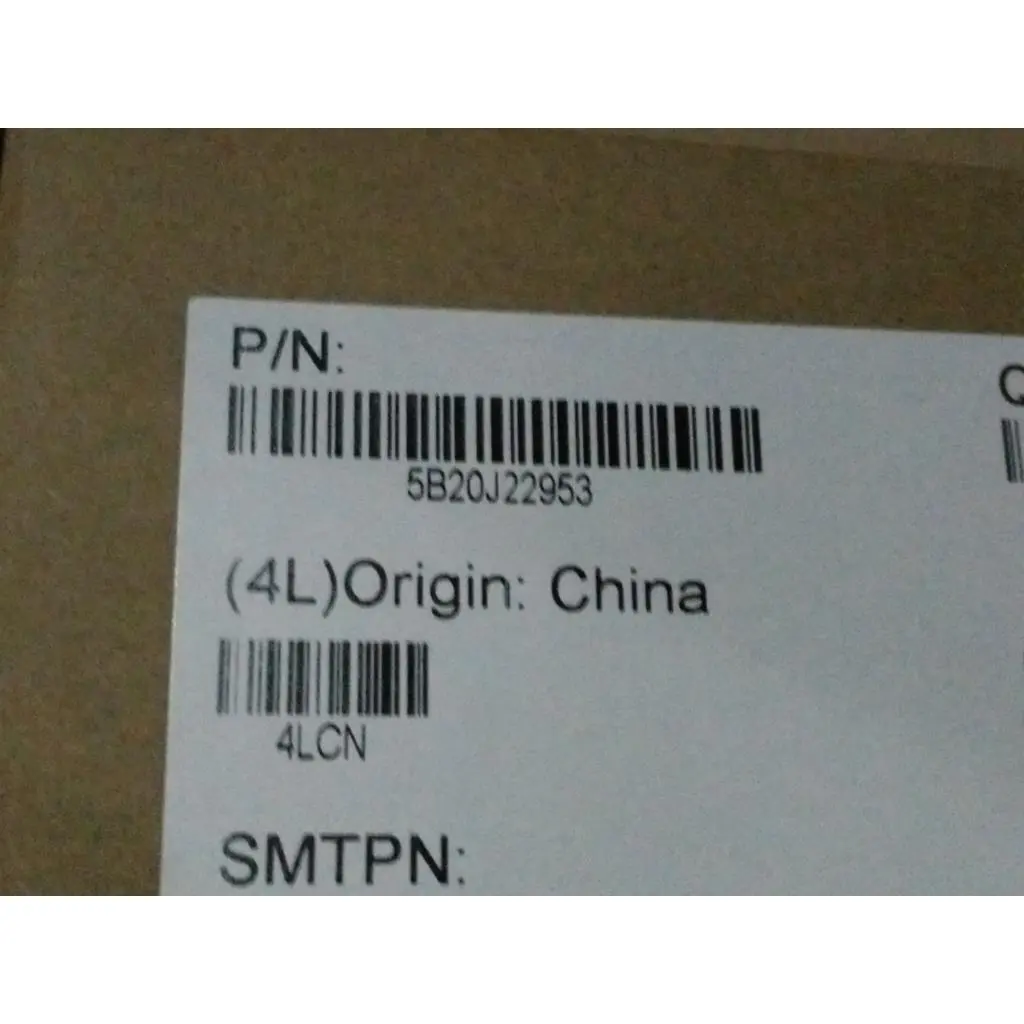 P/N:
5B20J22953
(4L)Origin: China
4LCN
SMTPN: